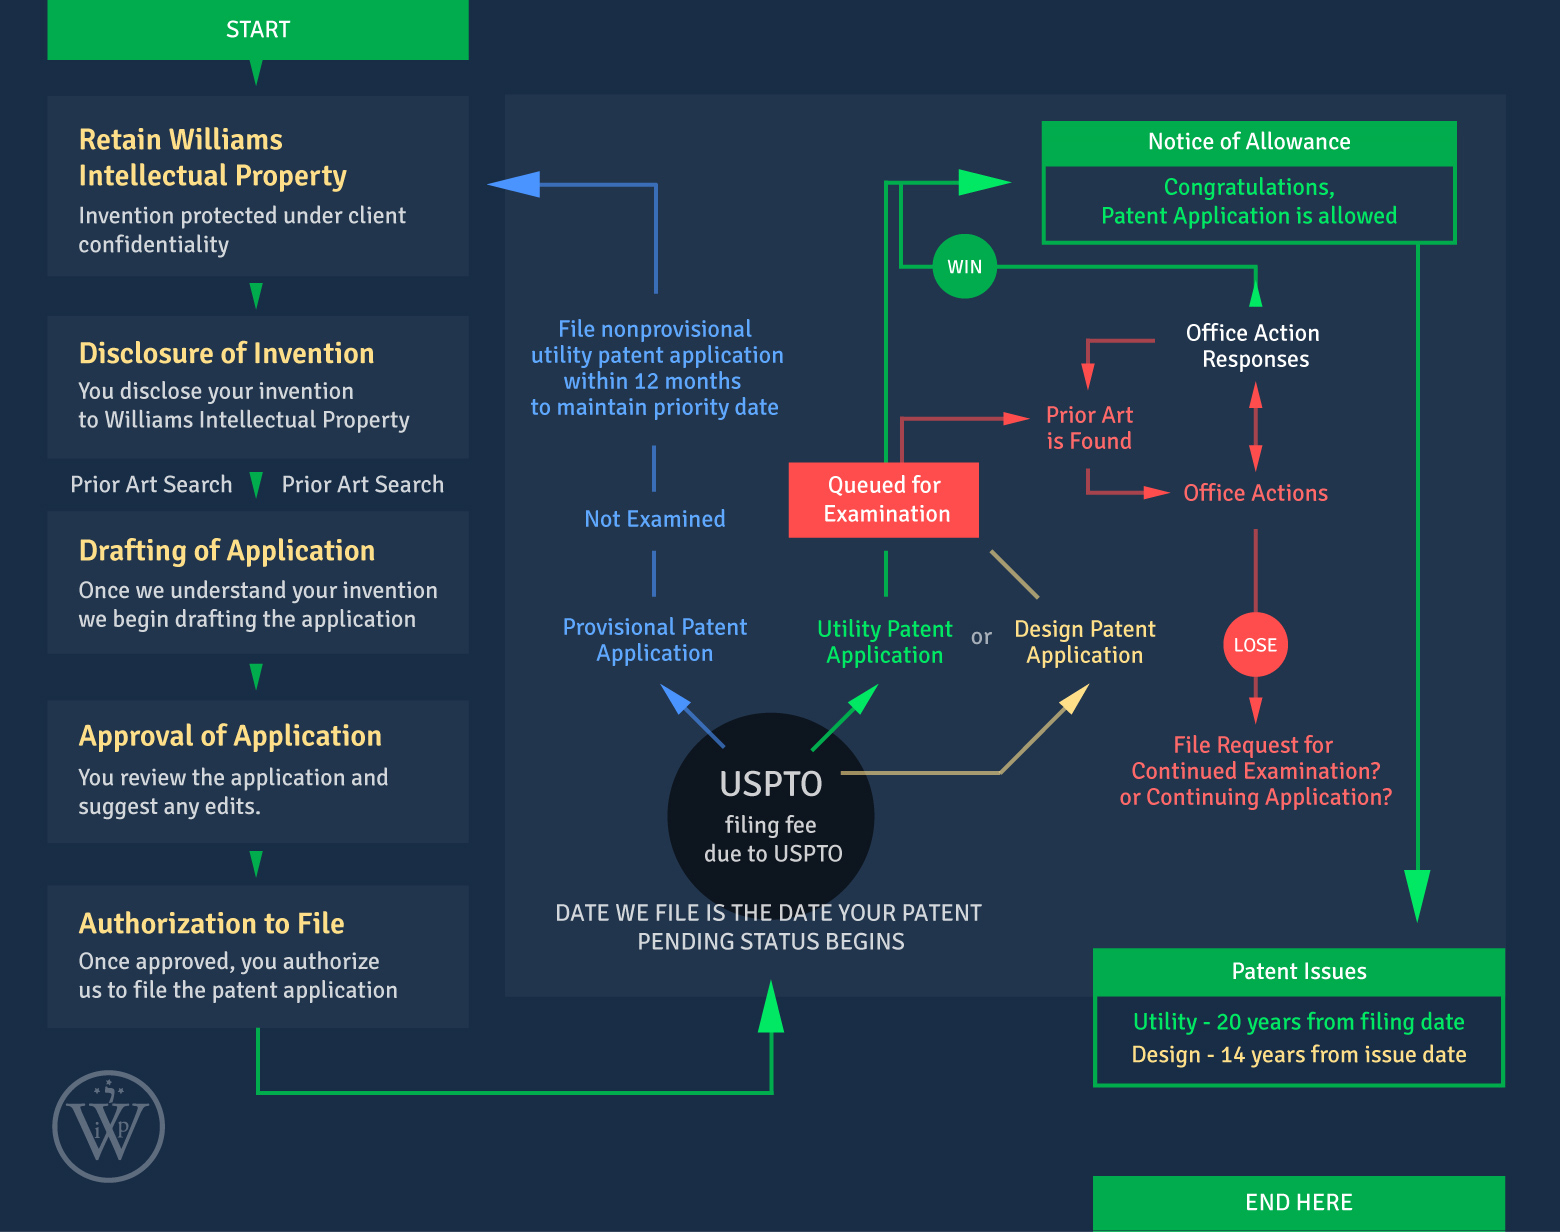 START
Retain Williams
Intellectual Property
Invention protected under client
confidentiality
Disclosure of Invention
You disclose your invention
to Williams Intellectual Property
Prior Art Search
Prior Art Search
Drafting of Application
Once we understand your invention
we begin drafting the application
Approval of Application
You review the application and
suggest any edits.
Authorization to File
Once approved, you authorize
us to file the patent application
File nonprovisional
utility patent application
within 12 months
to maintain priority date
Not Examined
Provisional Patent
Application
Utility Patent
Application
or
Design Patent
Application
USPTO
filing fee
due to USPTO
DATE WE FILE IS THE DATE YOUR PATENT
PENDING STATUS BEGINS
Queued for
Examination
Notice of Allowance
Congratulations,
Patent Application is allowed
WIN
Office Action
Responses
Prior Art
is Found
Office Actions
LOSE
File Request for
Continued Examination?
or Continuing Application?
Patent Issues
Utility - 20 years from filing date
Design - 14 years from issue date
END HERE
W
ip